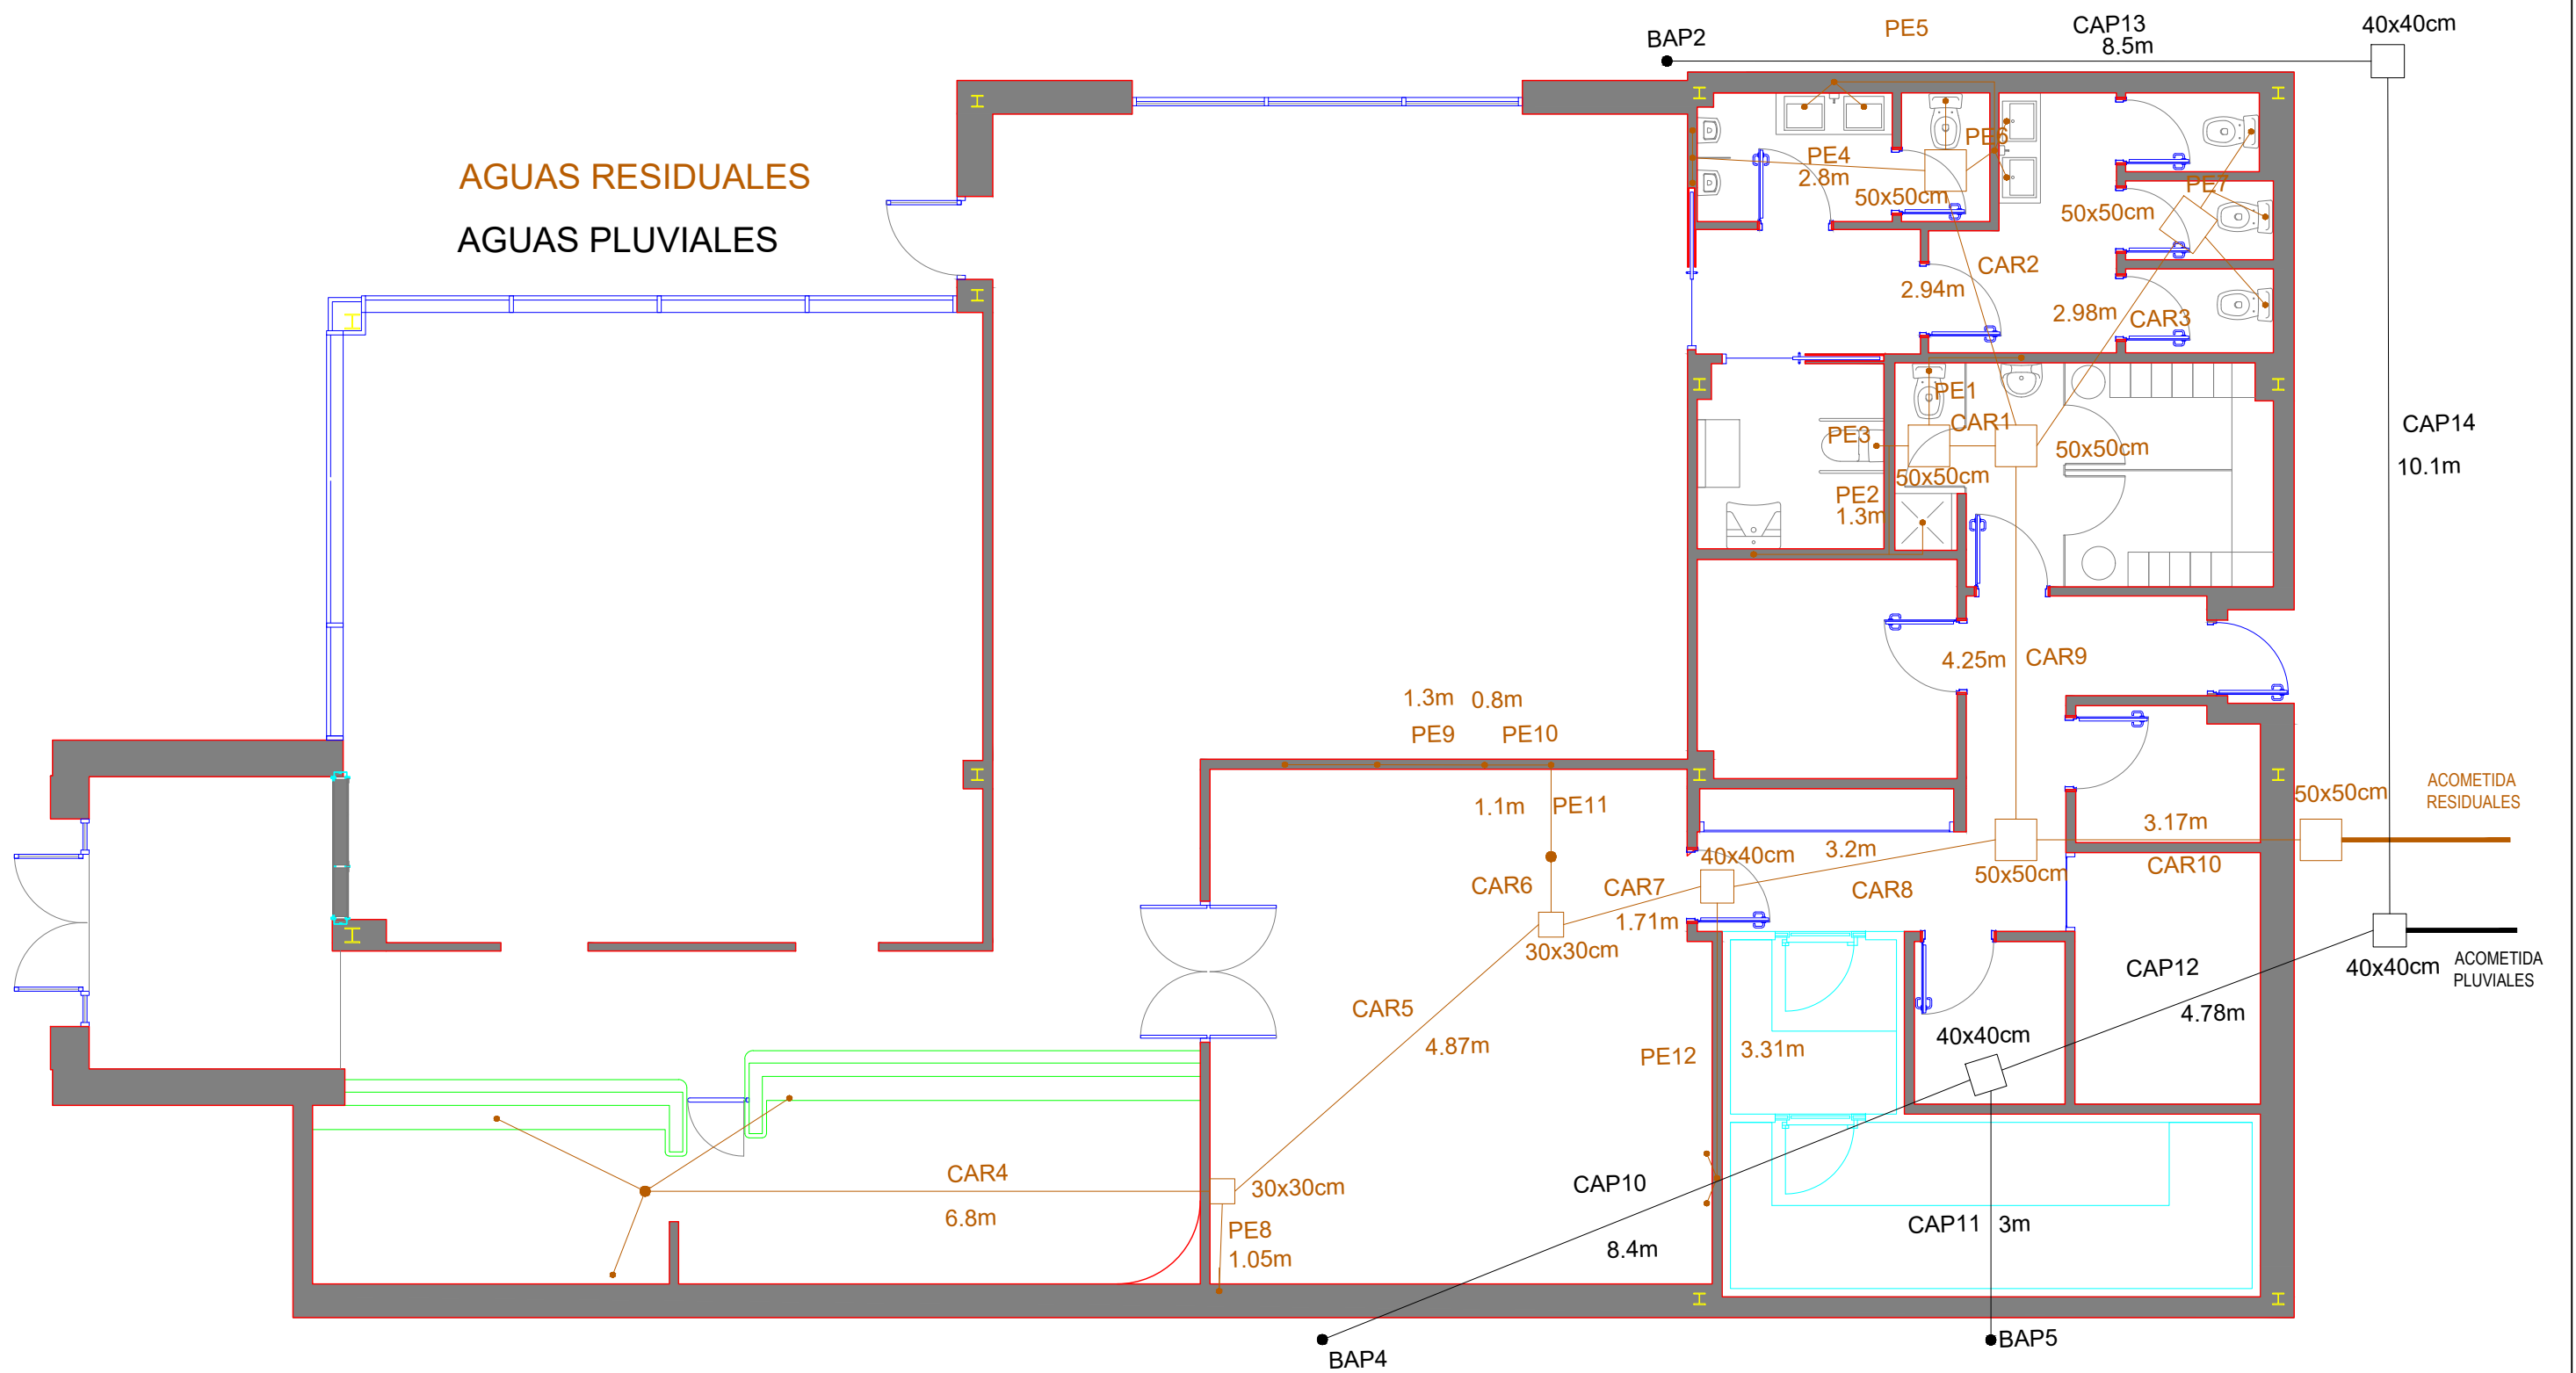 PE5
CAP13
8.5m
40x40cm
BAP2
AGUAS RESIDUALES
AGUAS PLUVIALES
PE4
2.8m
PE6
50x50cm
PE7
50x50cm
CAR2
2.94m
2.98m
CAR3
PE1
CAR1
PE3
50x50cm
50x50cm
PE2
1.3m
CAP14
10.1m
4.25m
CAR9
1.3m
0.8m
PE9
PE10
1.1m
PE11
50x50cm
ACOMETIDA
RESIDUALES
3.17m
CAR10
40x40cm
3.2m
50x50cm
CAR6
CAR7
CAR8
1.71m
30x30cm
40x40cm
ACOMETIDA
PLUVIALES
CAP12
4.78m
CAR5
4.87m
PE12
3.31m
40x40cm
CAR4
6.8m
30x30cm
PE8
1.05m
CAP10
8.4m
CAP11
3m
BAP4
BAP5